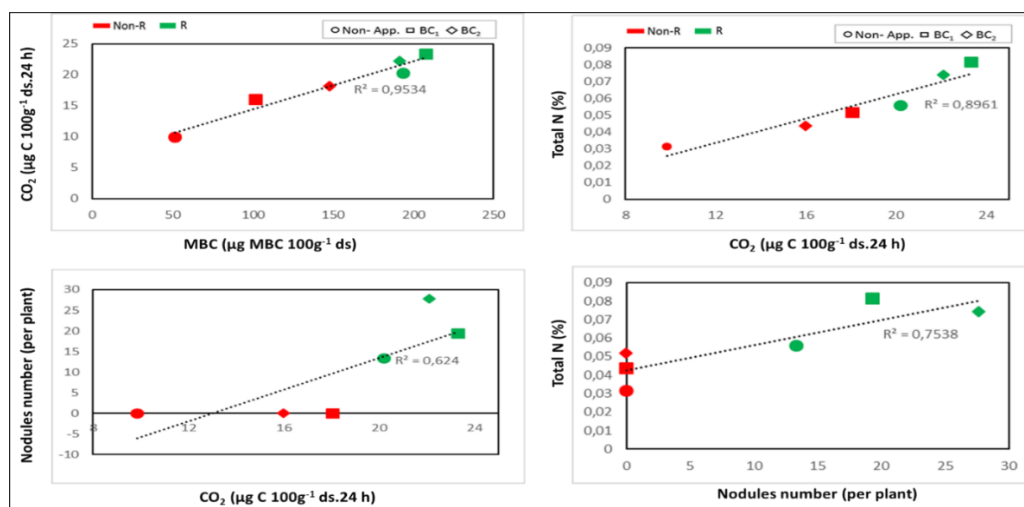 Non-R R
Non- App. BC₁ BC₂
CO₂ (µg C 100g⁻¹ ds.24 h)
25
20
15
10
5
0
R² = 0,9534
0 50 100 150 200 250
MBC (µg MBC 100g⁻¹ ds)
Non-R R
Non- App. BC₁ BC₂
Total N (%)
0,09
0,08
0,07
0,06
0,05
0,04
0,03
0,02
0,01
0
R² = 0,8961
8 12 16 20 24
CO₂ (µg C 100g⁻¹ ds.24 h)
Nodules number (per plant)
30
25
20
15
10
5
0
-5
-10
R² = 0,624
8 12 16 20 24
CO₂ (µg C 100g⁻¹ ds.24 h)
Total N (%)
0,09
0,08
0,07
0,06
0,05
0,04
0,03
0,02
0,01
0
R² = 0,7538
0 5 10 15 20 25 30
Nodules number (per plant)